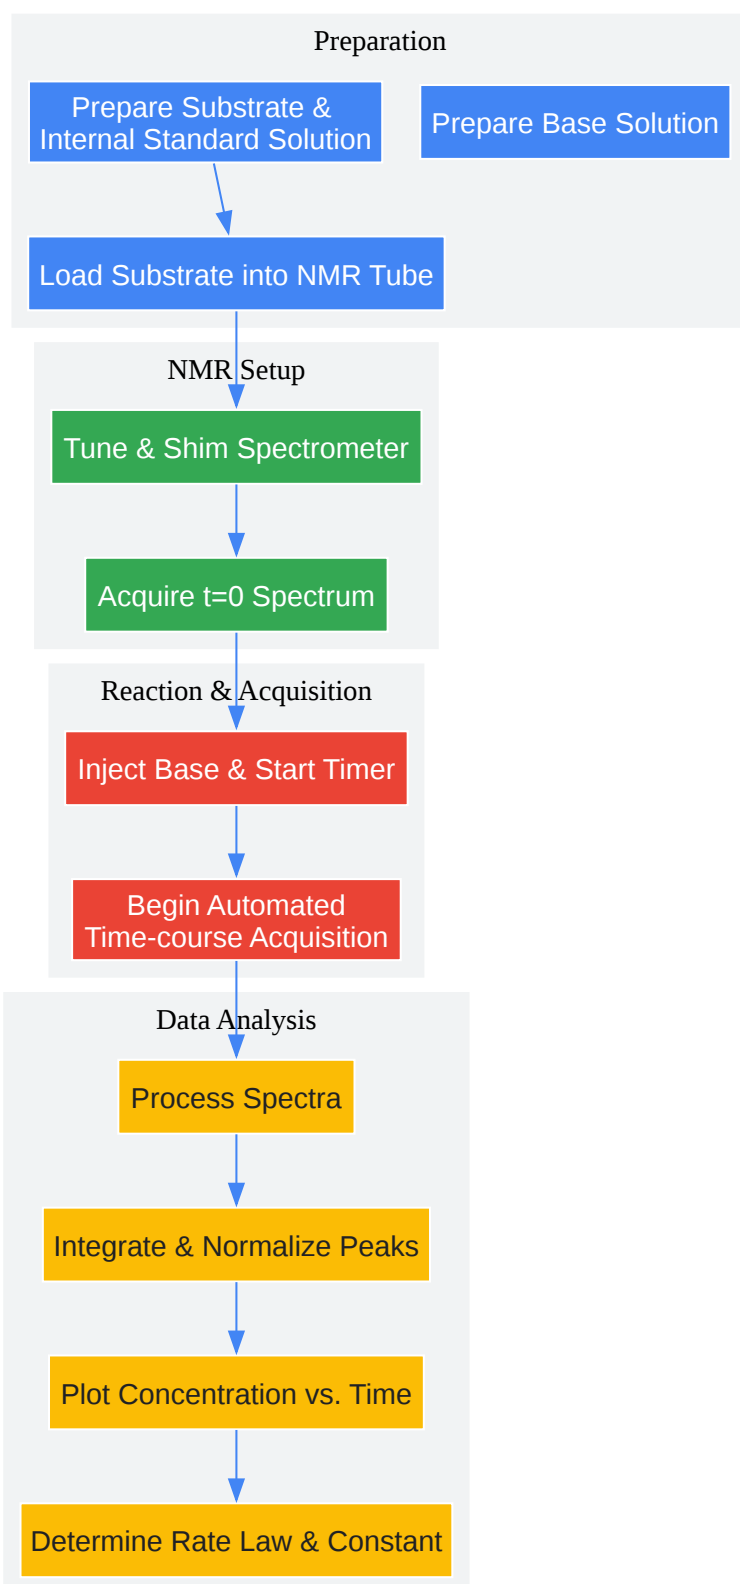 Preparation
Prepare Substrate &
Internal Standard Solution
Prepare Base Solution
Load Substrate into NMR Tube
NMR Setup
Tune & Shim Spectrometer
Acquire t=0 Spectrum
Reaction & Acquisition
Inject Base & Start Timer
Begin Automated
Time-course Acquisition
Data Analysis
Process Spectra
Integrate & Normalize Peaks
Plot Concentration vs. Time
Determine Rate Law & Constant